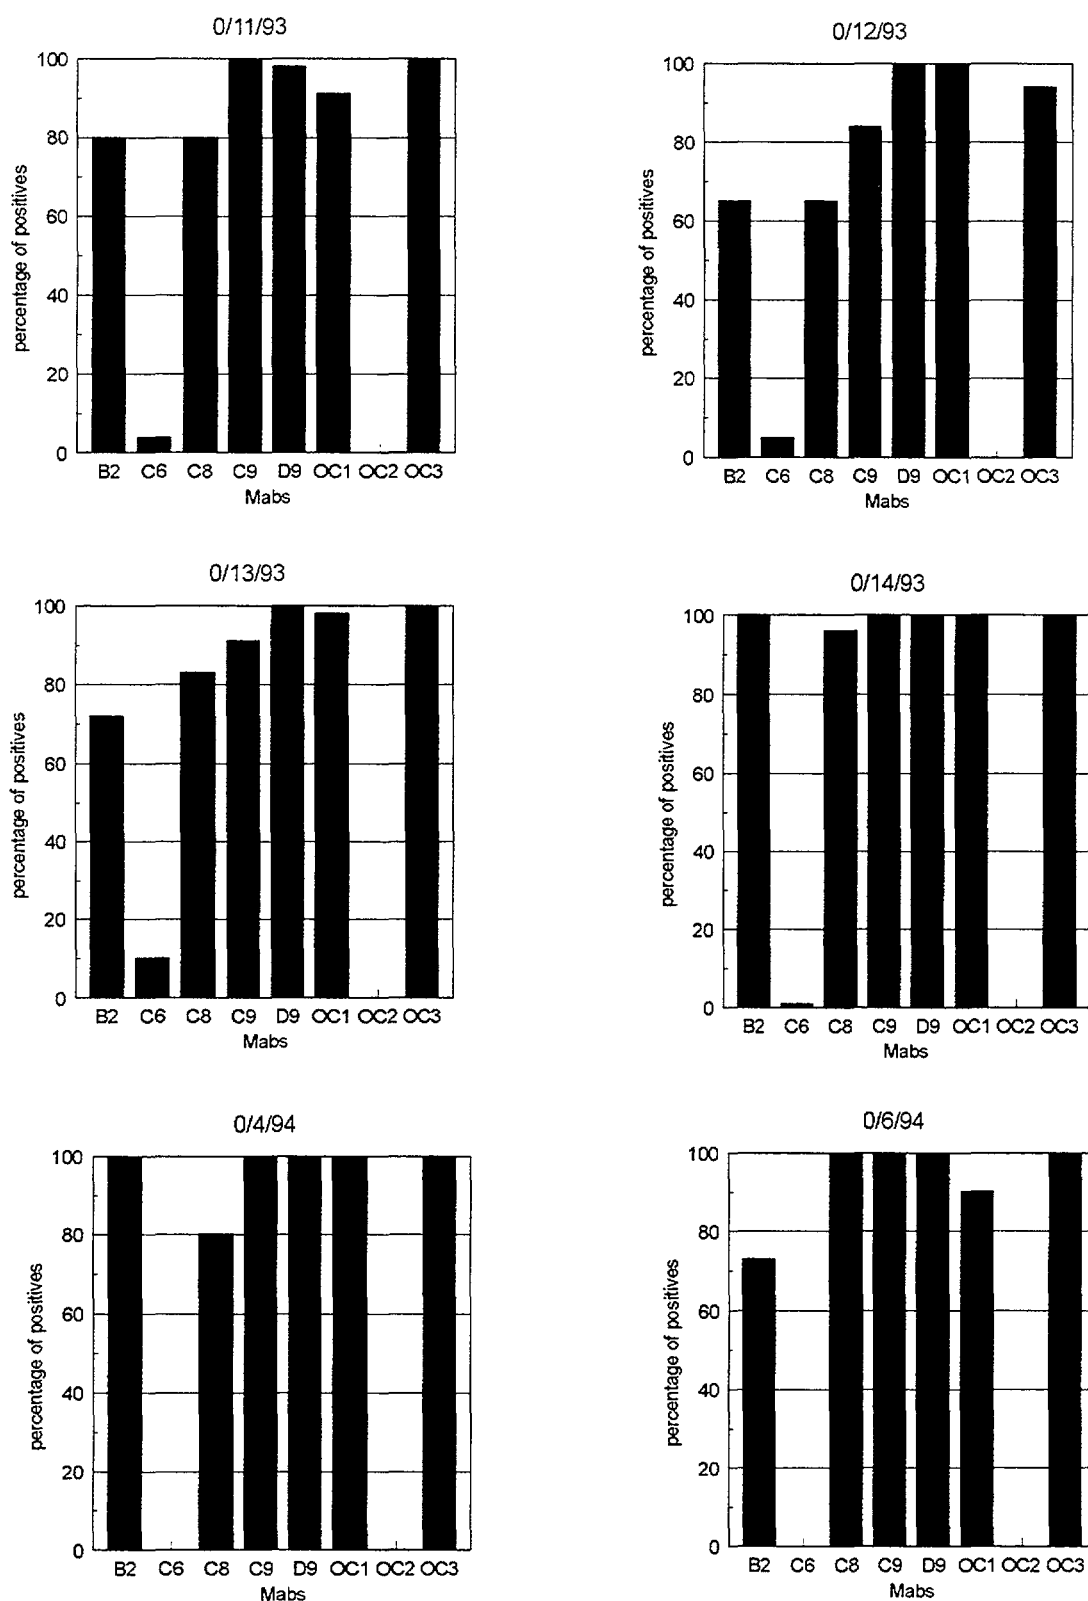 0/11/93
100
80
60
40
20
0
percentage of positives
B2 C6 C8 C9 D9 OC1 OC2 OC3
Mabs
0/12/93
100
80
60
40
20
0
percentage of positives
B2 C6 C8 C9 D9 OC1 OC2 OC3
Mabs
0/13/93
100
80
60
40
20
0
percentage of positives
B2 C6 C8 C9 D9 OC1 OC2 OC3
Mabs
0/14/93
100
80
60
40
20
0
percentage of positives
B2 C6 C8 C9 D9 OC1 OC2 OC3
Mabs
0/4/94
100
80
60
40
20
0
percentage of positives
B2 C6 C8 C9 D9 OC1 OC2 OC3
Mabs
0/6/94
100
80
60
40
20
0
percentage of positives
B2 C6 C8 C9 D9 OC1 OC2 OC3
Mabs